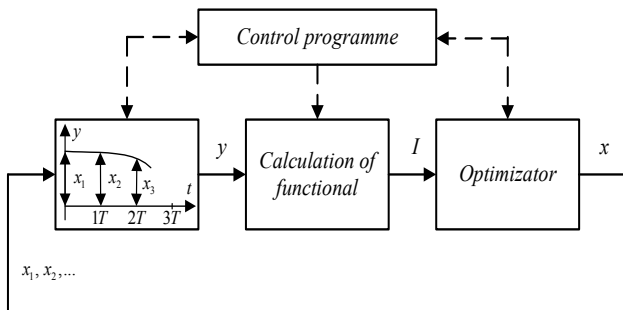 Control programme
y
x₁
x₂
x₃
t
1T 2T 3T
y
Calculation of
functional
I
Optimizator
x
x₁, x₂,...